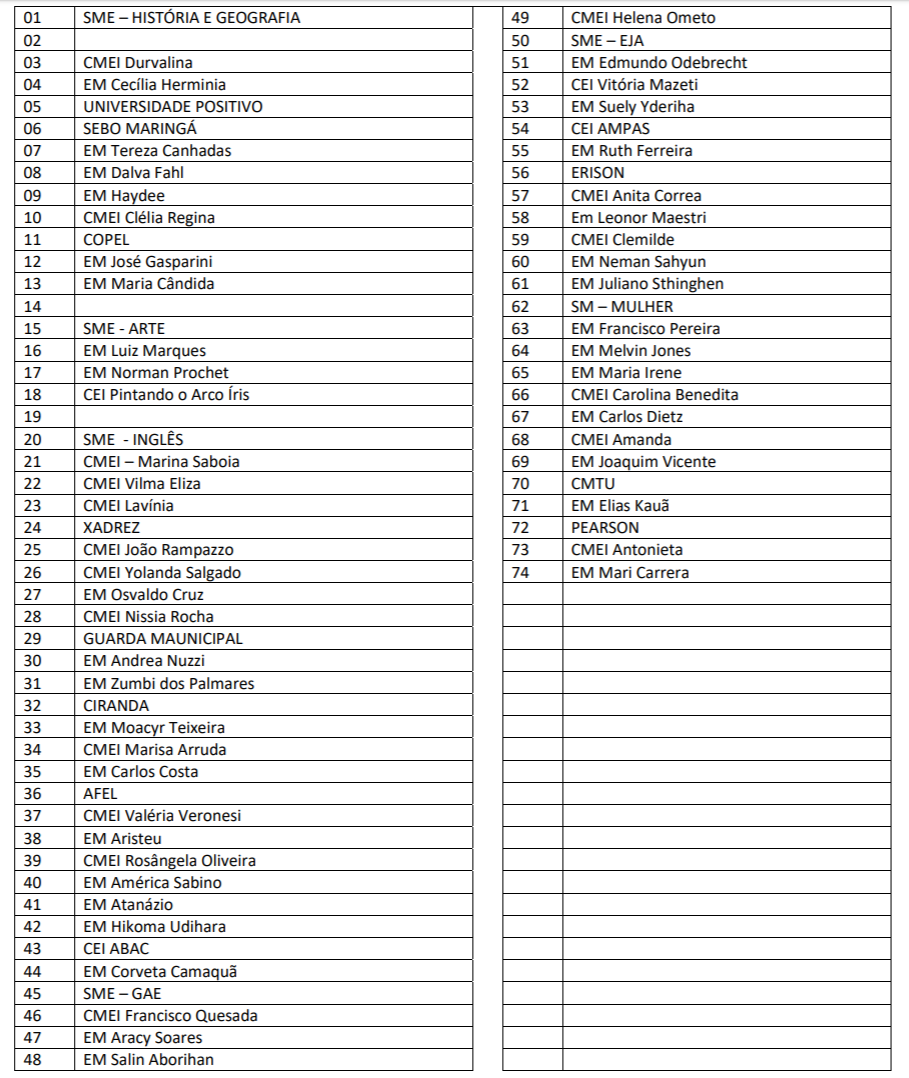 01 SME – HISTÓRIA E GEOGRAFIA
02
03 CMEI Durvalina
04 EM Cecília Herminia
05 UNIVERSIDADE POSITIVO
06 SEBO MARINGÁ
07 EM Tereza Canhadas
08 EM Dalva Fahl
09 EM Haydee
10 CMEI Clélia Regina
11 COPEL
12 EM José Gasparini
13 EM Maria Cândida
14
15 SME - ARTE
16 EM Luiz Marques
17 EM Norman Prochet
18 CEI Pintando o Arco Íris
19
20 SME - INGLÊS
21 CMEI – Marina Saboia
22 CMEI Vilma Eliza
23 CMEI Lavínia
24 XADREZ
25 CMEI João Rampazzo
26 CMEI Yolanda Salgado
27 EM Osvaldo Cruz
28 CMEI Nissia Rocha
29 GUARDA MAUNICIPAL
30 EM Andrea Nuzzi
31 EM Zumbi dos Palmares
32 CIRANDA
33 EM Moacyr Teixeira
34 CMEI Marisa Arruda
35 EM Carlos Costa
36 AFEL
37 CMEI Valéria Veronesi
38 EM Aristeu
39 CMEI Rosângela Oliveira
40 EM América Sabino
41 EM Atanázio
42 EM Hikoma Udihara
43 CEI ABAC
44 EM Corveta Camaquã
45 SME – GAE
46 CMEI Francisco Quesada
47 EM Aracy Soares
48 EM Salin Aborihan
49 CMEI Helena Ometo
50 SME – EJA
51 EM Edmundo Odebrecht
52 CEI Vitória Mazeti
53 EM Suely Yderiha
54 CEI AMPAS
55 EM Ruth Ferreira
56 ERISON
57 CMEI Anita Correa
58 Em Leonor Maestri
59 CMEI Clemilde
60 EM Neman Sahyun
61 EM Juliano Sthinghen
62 SM – MULHER
63 EM Francisco Pereira
64 EM Melvin Jones
65 EM Maria Irene
66 CMEI Carolina Benedita
67 EM Carlos Dietz
68 CMEI Amanda
69 EM Joaquim Vicente
70 CMTU
71 EM Elias Kauã
72 PEARSON
73 CMEI Antonieta
74 EM Mari Carrera